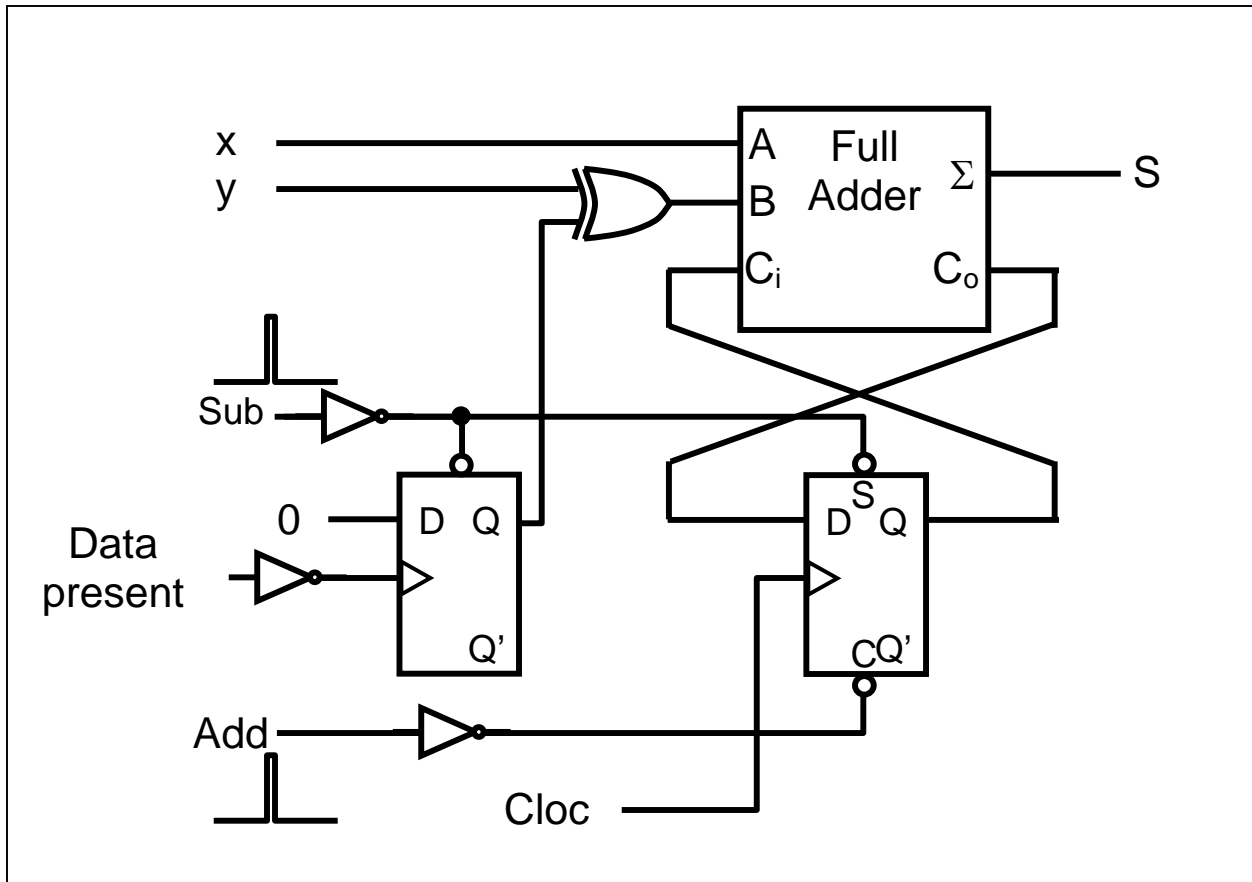 x
y
A
B
Cᵢ
Full
Adder
Σ
Cₒ
S
Sub
0
D
Q
Q’
Data
present
S
D
Q
C
Q’
Add
Cloc